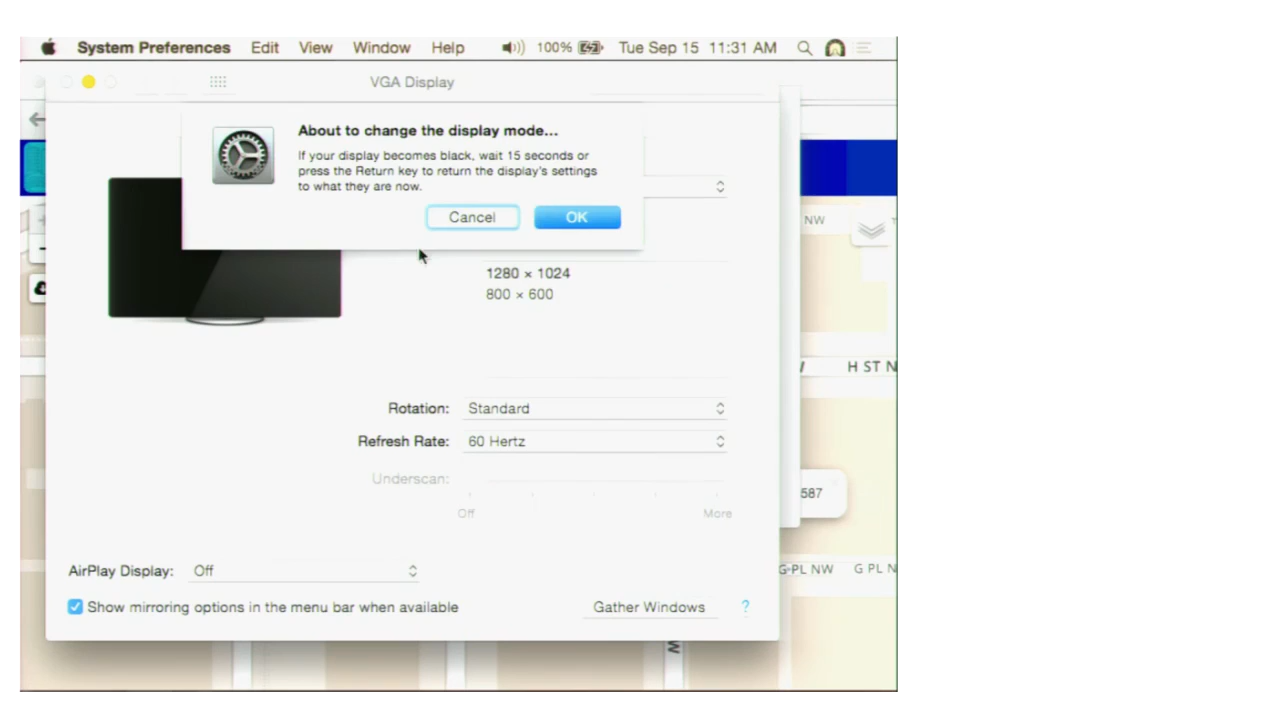 System Preferences Edit View Window Help 100% Tue Sep 15 11:31 AM
VGA Display
About to change the display mode...
If your display becomes black, wait 15 seconds or
press the Return key to return the display's settings
to what they are now.
Cancel OK
NW
1280 × 1024
800 × 600
H ST N
Rotation: Standard
Refresh Rate: 60 Hertz
Underscan:
587
Off More
AirPlay Display: Off
G PL NW G PL N
Show mirroring options in the menu bar when available
Gather Windows ?